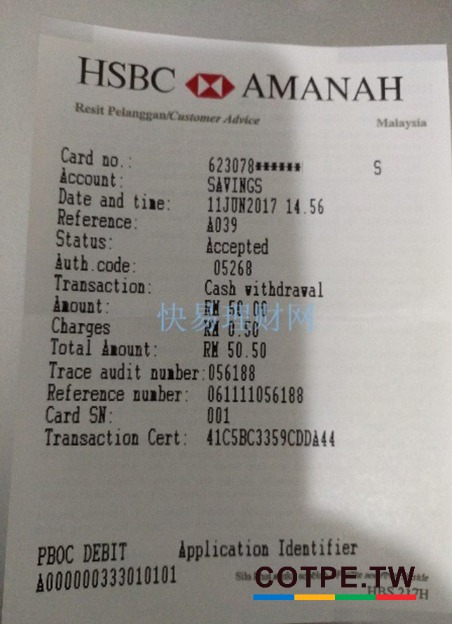 HSBC AMANAH
Resit Pelanggan/Customer Advice
Malaysia
Card no.: 623078****** S
Account: SAVINGS
Date and time: 11JUN2017 14.56
Reference: A039
Status: Accepted
Auth.code: 05268
Transaction: Cash withdrawal
Amount: RM 50.00
快易理财网
Charges RM 0.50
Total Amount: RM 50.50
Trace audit number:056188
Reference number: 061111056188
Card SN: 001
Transaction Cert: 41C5BC3359CDDA44
PBOC DEBIT Application Identifier
A000000333010101
COTPE.TW
HBS 217H